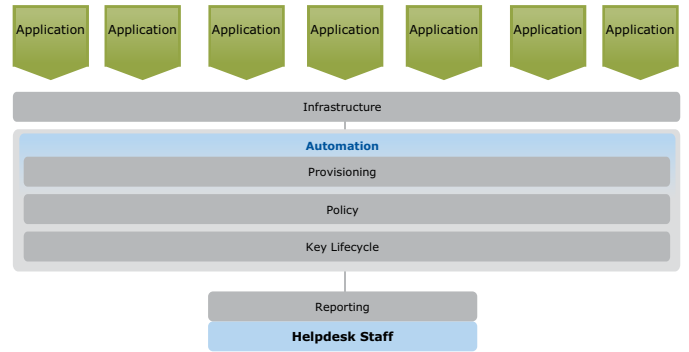 Application Application Application Application Application Application Application
Infrastructure
Automation
Provisioning
Policy
Key Lifecycle
Reporting
Helpdesk Staff